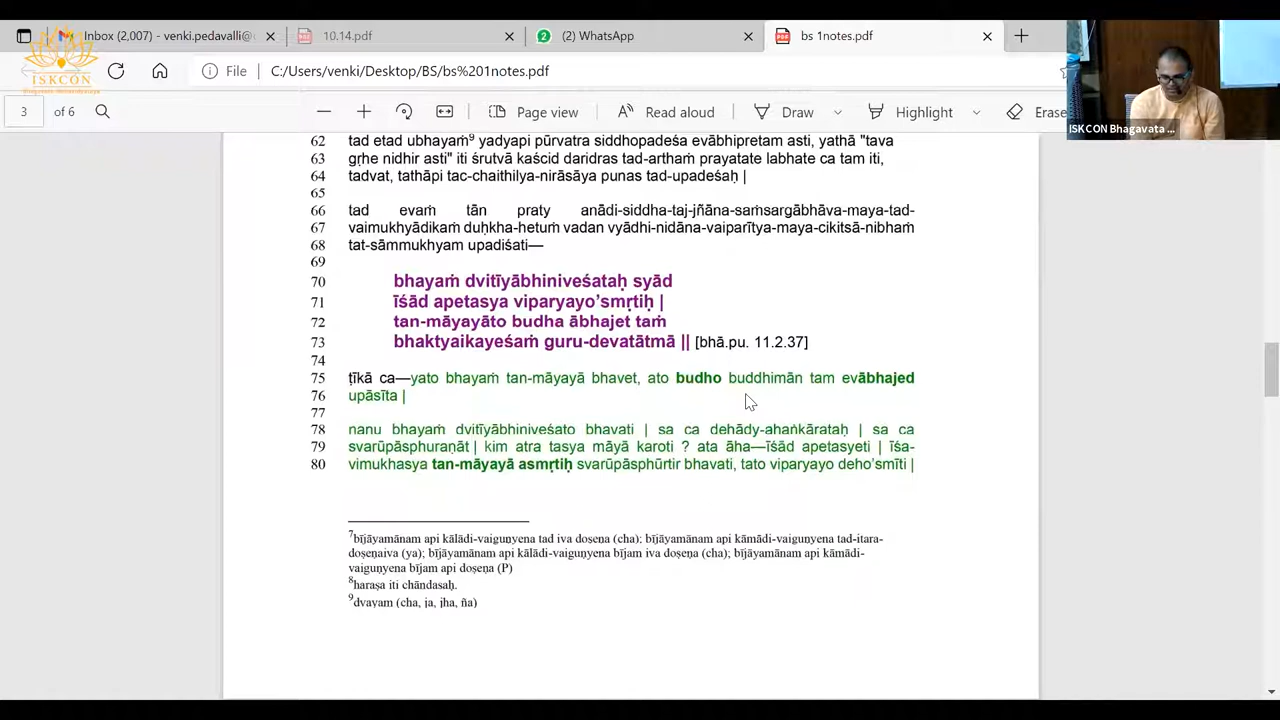 Inbox (2,007) - venki.pedavalli@
10.14.pdf
(2) WhatsApp
bs 1notes.pdf
File
C:/Users/venki/Desktop/BS/bs%201notes.pdf
ISKCON
3 of 6
Page view
Read aloud
Draw
Highlight
Erase
ISKCON Bhagavata ...
62 tad etad ubhayaṁ⁹ yadyapi pūrvatra siddhopadeśa evābhipretam asti, yathā "tava
63 gṛhe nidhir asti" iti śrutvā kaścid daridras tad-arthaṁ prayatate labhate ca tam iti,
64 tadvat, tathāpi tac-chaithilya-nirāsāya punas tad-upadeśaḥ |
65
66 tad evaṁ tān praty anādi-siddha-taj-jñāna-saṁsargābhāva-maya-tad-
67 vaimukhyādikaṁ duḥkha-hetuṁ vadan vyādhi-nidāna-vaiparītya-maya-cikitsā-nibhaṁ
68 tat-sāmmukhyam upadiśati—
69
70 bhayaṁ dvitīyābhiniveśataḥ syād
71 īśād apetasya viparyayo’smṛtiḥ |
72 tan-māyayāto budha ābhajet taṁ
73 bhaktyaikayeśaṁ guru-devatātmā || [bhā.pu. 11.2.37]
74
75 ṭīkā ca—yato bhayaṁ tan-māyayā bhavet, ato budho buddhimān tam evābhajed
76 upāsīta |
77
78 nanu bhayaṁ dvitīyābhiniveśato bhavati | sa ca dehādy-ahaṅkārataḥ | sa ca
79 svarūpāsphuraṇāt | kim atra tasya māyā karoti ? ata āha—īśād apetasyeti | īśa-
80 vimukhasya tan-māyayā asmṛtiḥ svarūpāsphūrtir bhavati, tato viparyayo deho’smīti |
⁷bījāyamānam api kālādi-vaiguṇyena tad iva doṣena (cha); bījāyamānam api kāmādi-vaiguṇyena tad-itara-
doṣeṇaiva (ya); bījāyamānam api kālādi-vaiguṇyena bījam iva doṣena (cha); bījāyamānam api kāmādi-
vaiguṇyena bījam api doṣeṇa (P)
⁸haraṣa iti chāndasaḥ.
⁹dvayam (cha, ja, jha, ña)